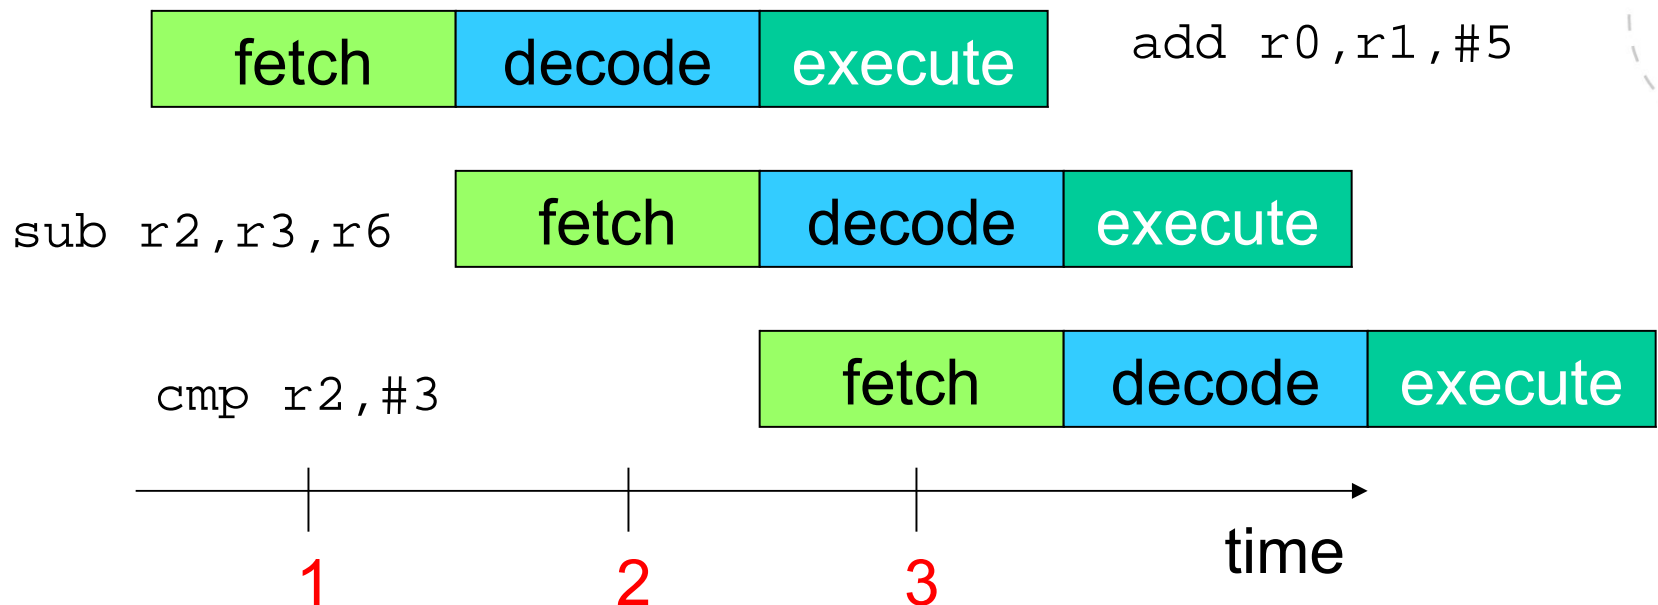 fetch decode execute add r0,r1,#5
sub r2,r3,r6 fetch decode execute
cmp r2,#3 fetch decode execute
time
1 2 3